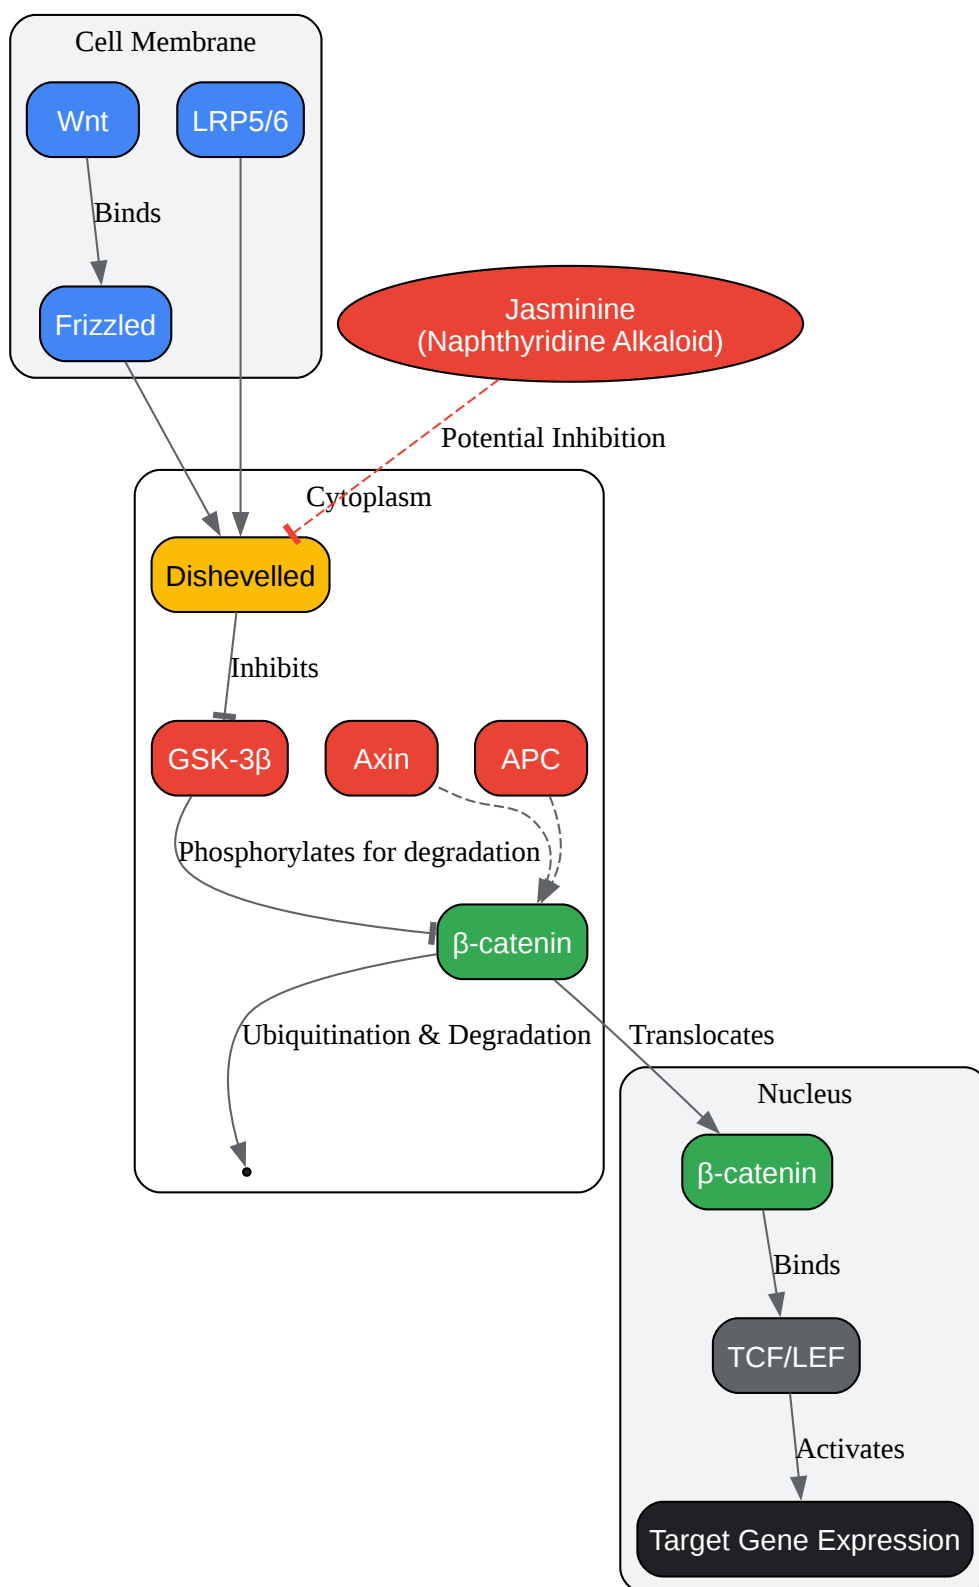 Cell Membrane
Wnt
LRP5/6
Binds
Frizzled
Jasminine
(Naphthyridine Alkaloid)
Potential Inhibition
Cytoplasm
Dishevelled
Inhibits
GSK-3β
Axin
APC
Phosphorylates for degradation
β-catenin
Ubiquitination & Degradation
Translocates
Nucleus
β-catenin
Binds
TCF/LEF
Activates
Target Gene Expression